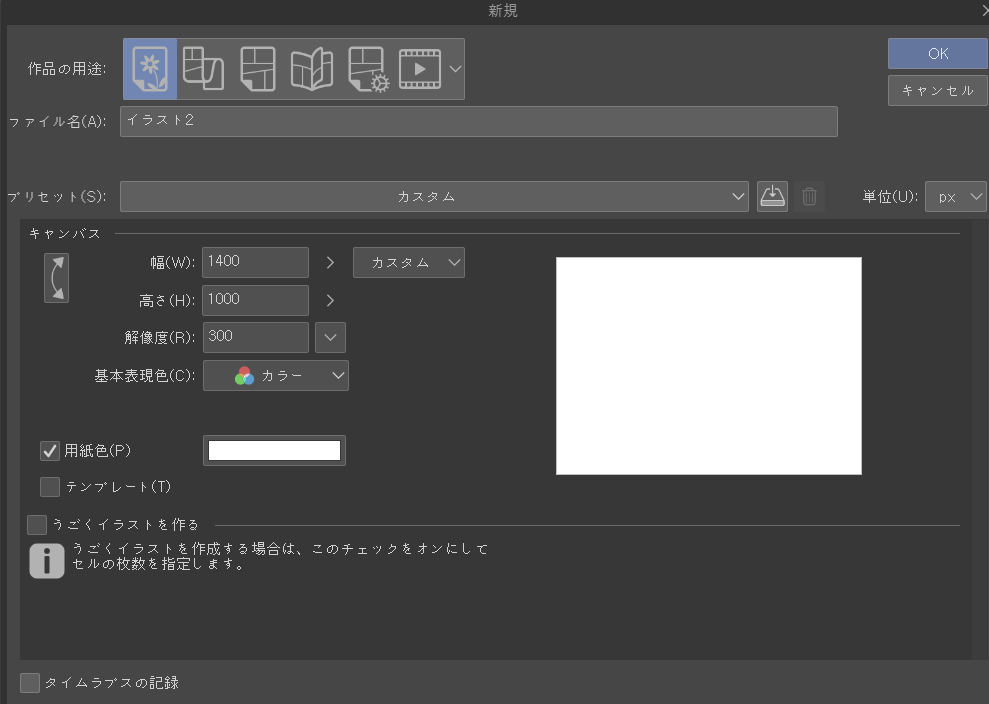 新規
作品の用途:
OK
キャンセル
ファイル名(A):
イラスト2
プリセット(S):
カスタム
単位(U):
px
キャンバス
幅(W):
1400
カスタム
高さ(H):
1000
解像度(R):
300
基本表現色(C):
カラー
用紙色(P)
テンプレート(T)
うごくイラストを作る
うごくイラストを作成する場合は、このチェックをオンにして
セルの枚数を指定します。
タイムラプスの記録